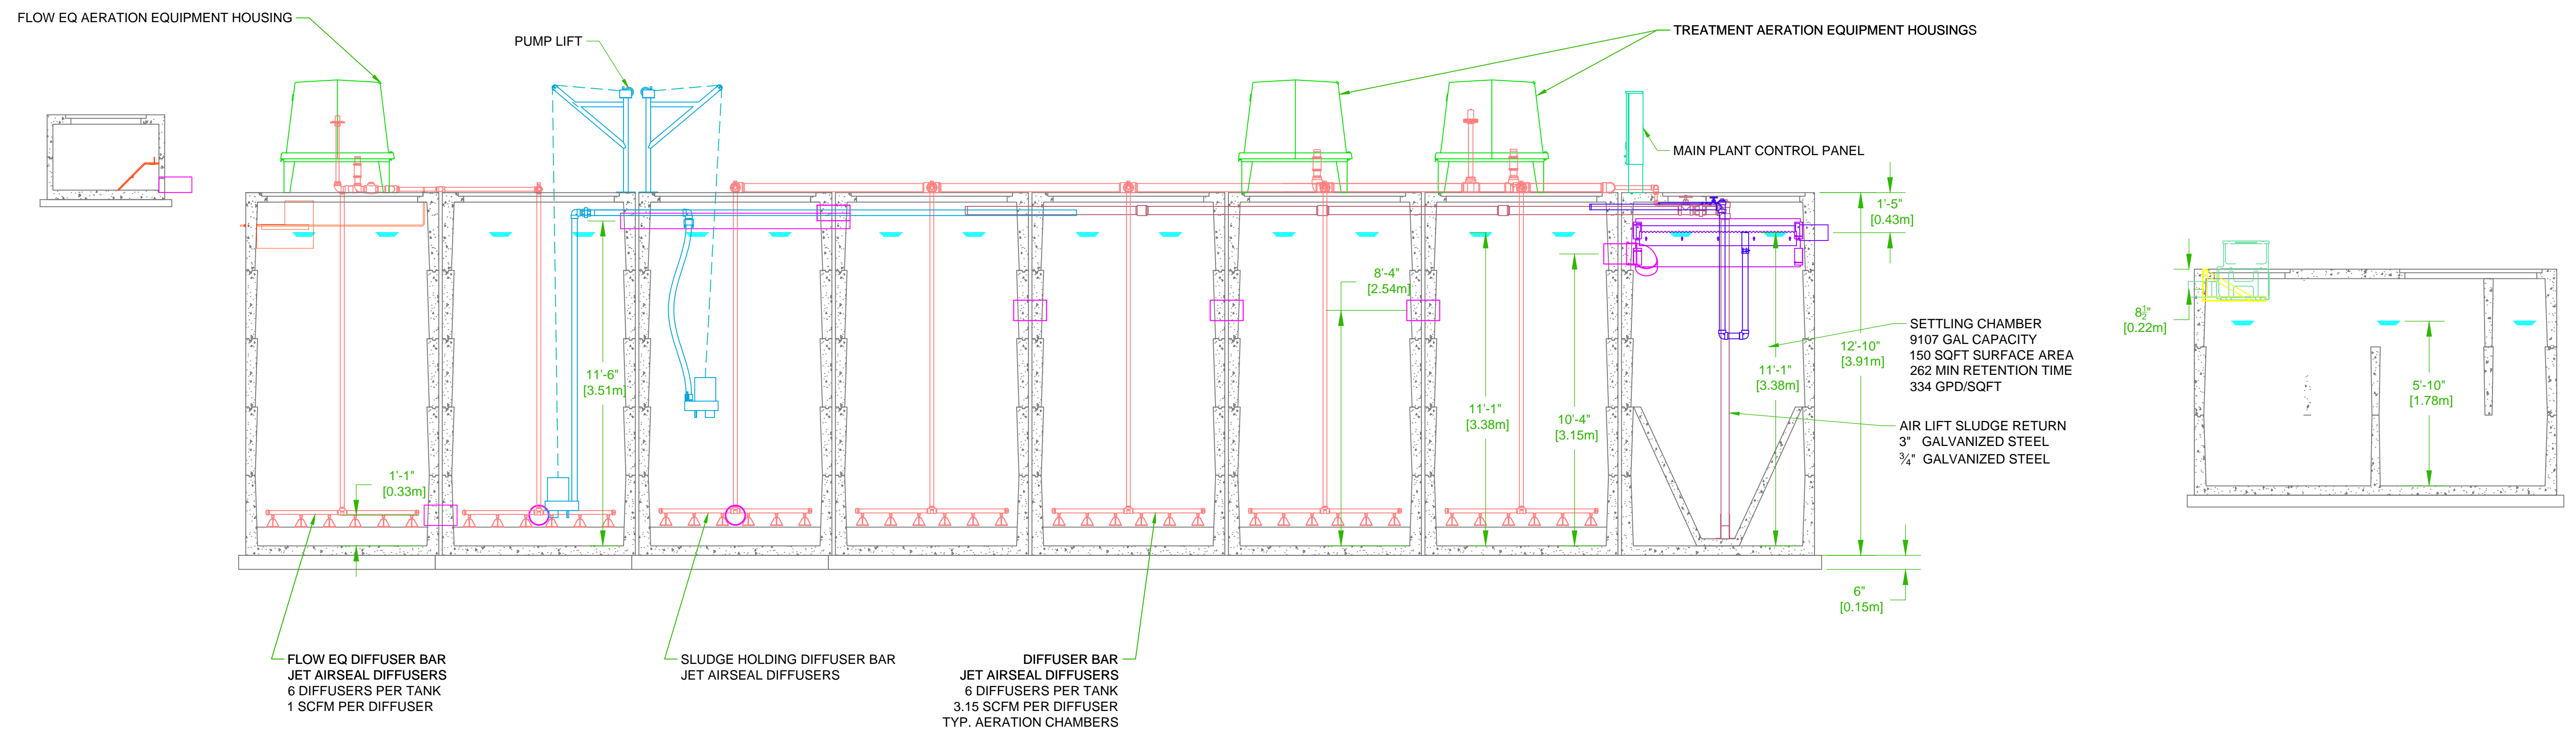 FLOW EQ AERATION EQUIPMENT HOUSING
PUMP LIFT
TREATMENT AERATION EQUIPMENT HOUSINGS
MAIN PLANT CONTROL PANEL
1'-5"
[0.43m]
8'-4"
[2.54m]
8½"
[0.22m]
SETTLING CHAMBER
9107 GAL CAPACITY
150 SQFT SURFACE AREA
262 MIN RETENTION TIME
334 GPD/SQFT
12'-10"
[3.91m]
11'-6"
[3.51m]
11'-1"
[3.38m]
5'-10"
[1.78m]
11'-1"
[3.38m]
10'-4"
[3.15m]
AIR LIFT SLUDGE RETURN
3" GALVANIZED STEEL
¾" GALVANIZED STEEL
1'-1"
[0.33m]
6"
[0.15m]
FLOW EQ DIFFUSER BAR
JET AIRSEAL DIFFUSERS
6 DIFFUSERS PER TANK
1 SCFM PER DIFFUSER
SLUDGE HOLDING DIFFUSER BAR
JET AIRSEAL DIFFUSERS
DIFFUSER BAR
JET AIRSEAL DIFFUSERS
6 DIFFUSERS PER TANK
3.15 SCFM PER DIFFUSER
TYP. AERATION CHAMBERS